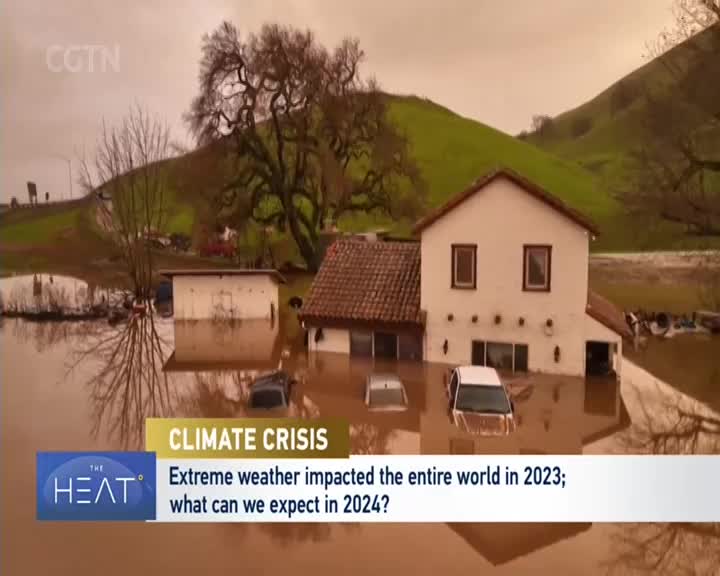 CGTN
CLIMATE CRISIS
THE
HEAT
Extreme weather impacted the entire world in 2023;
what can we expect in 2024?